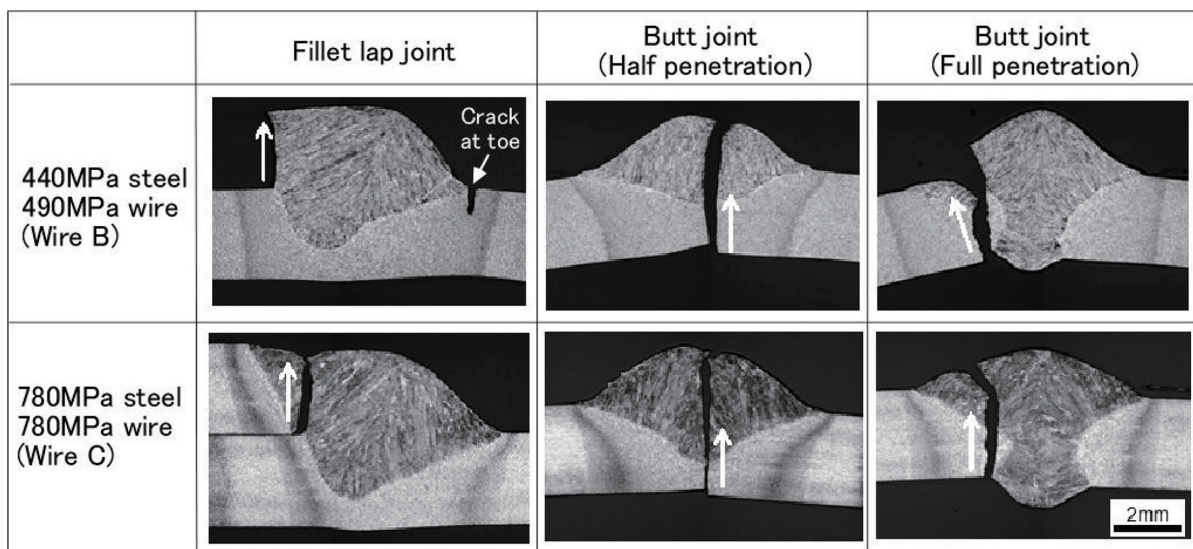 Fillet lap joint
Butt joint
(Half penetration)
Butt joint
(Full penetration)
440MPa steel
490MPa wire
(Wire B)
Crack
at toe
780MPa steel
780MPa wire
(Wire C)
2mm